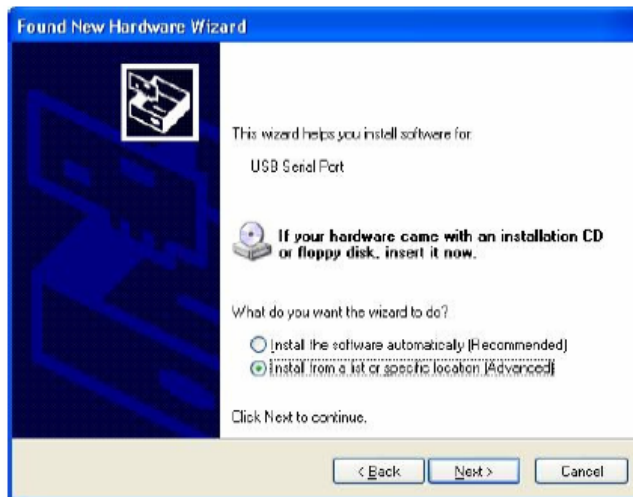 Found New Hardware Wizard
This wizard helps you install software for:
USB Serial Port
If your hardware came with an installation CD
or floppy disk, insert it now.
What do you want the wizard to do?
Install the software automatically (Recommended)
Install from a list or specific location (Advanced)
Click Next to continue.
< Back
Next >
Cancel